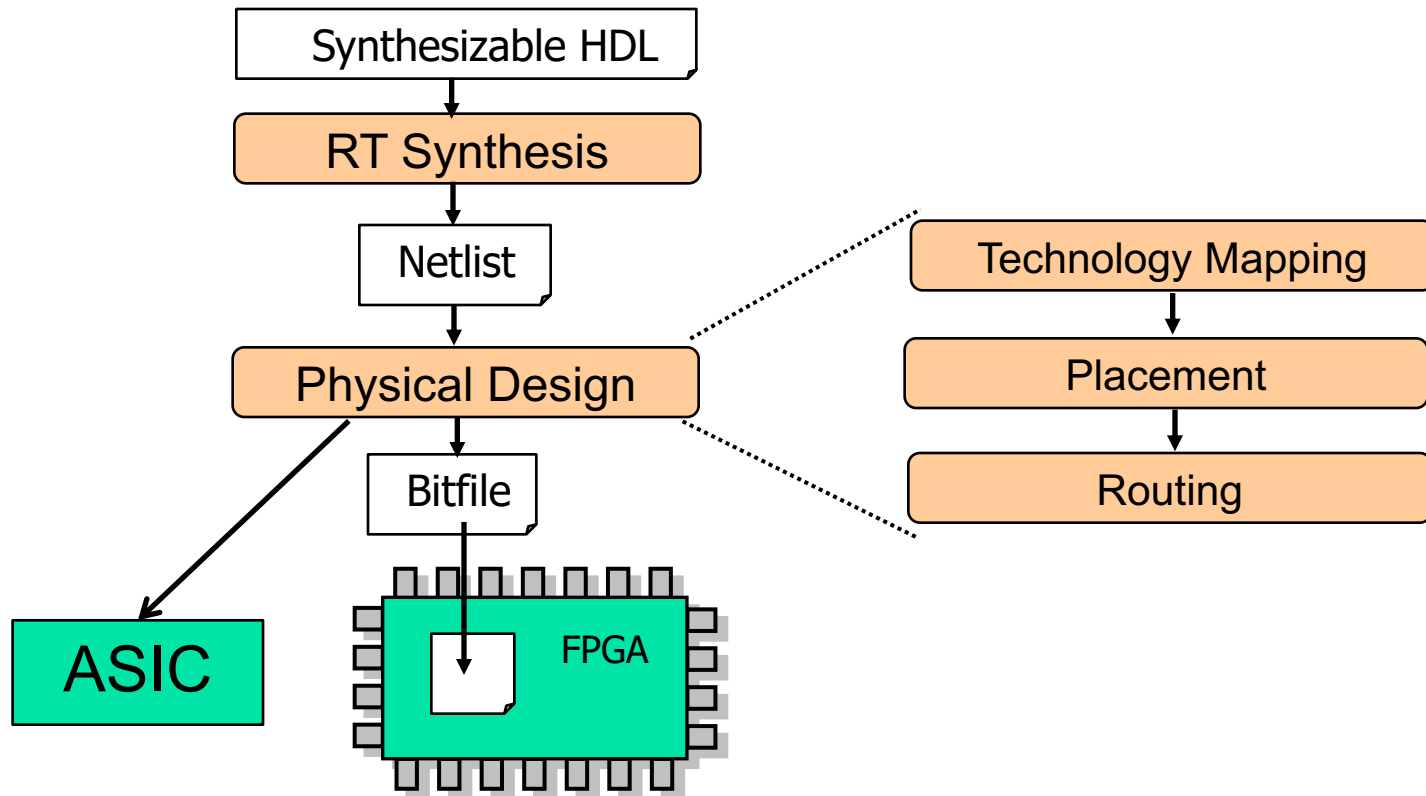 Synthesizable HDL
RT Synthesis
Netlist
Physical Design
Bitfile
ASIC
FPGA
Technology Mapping
Placement
Routing